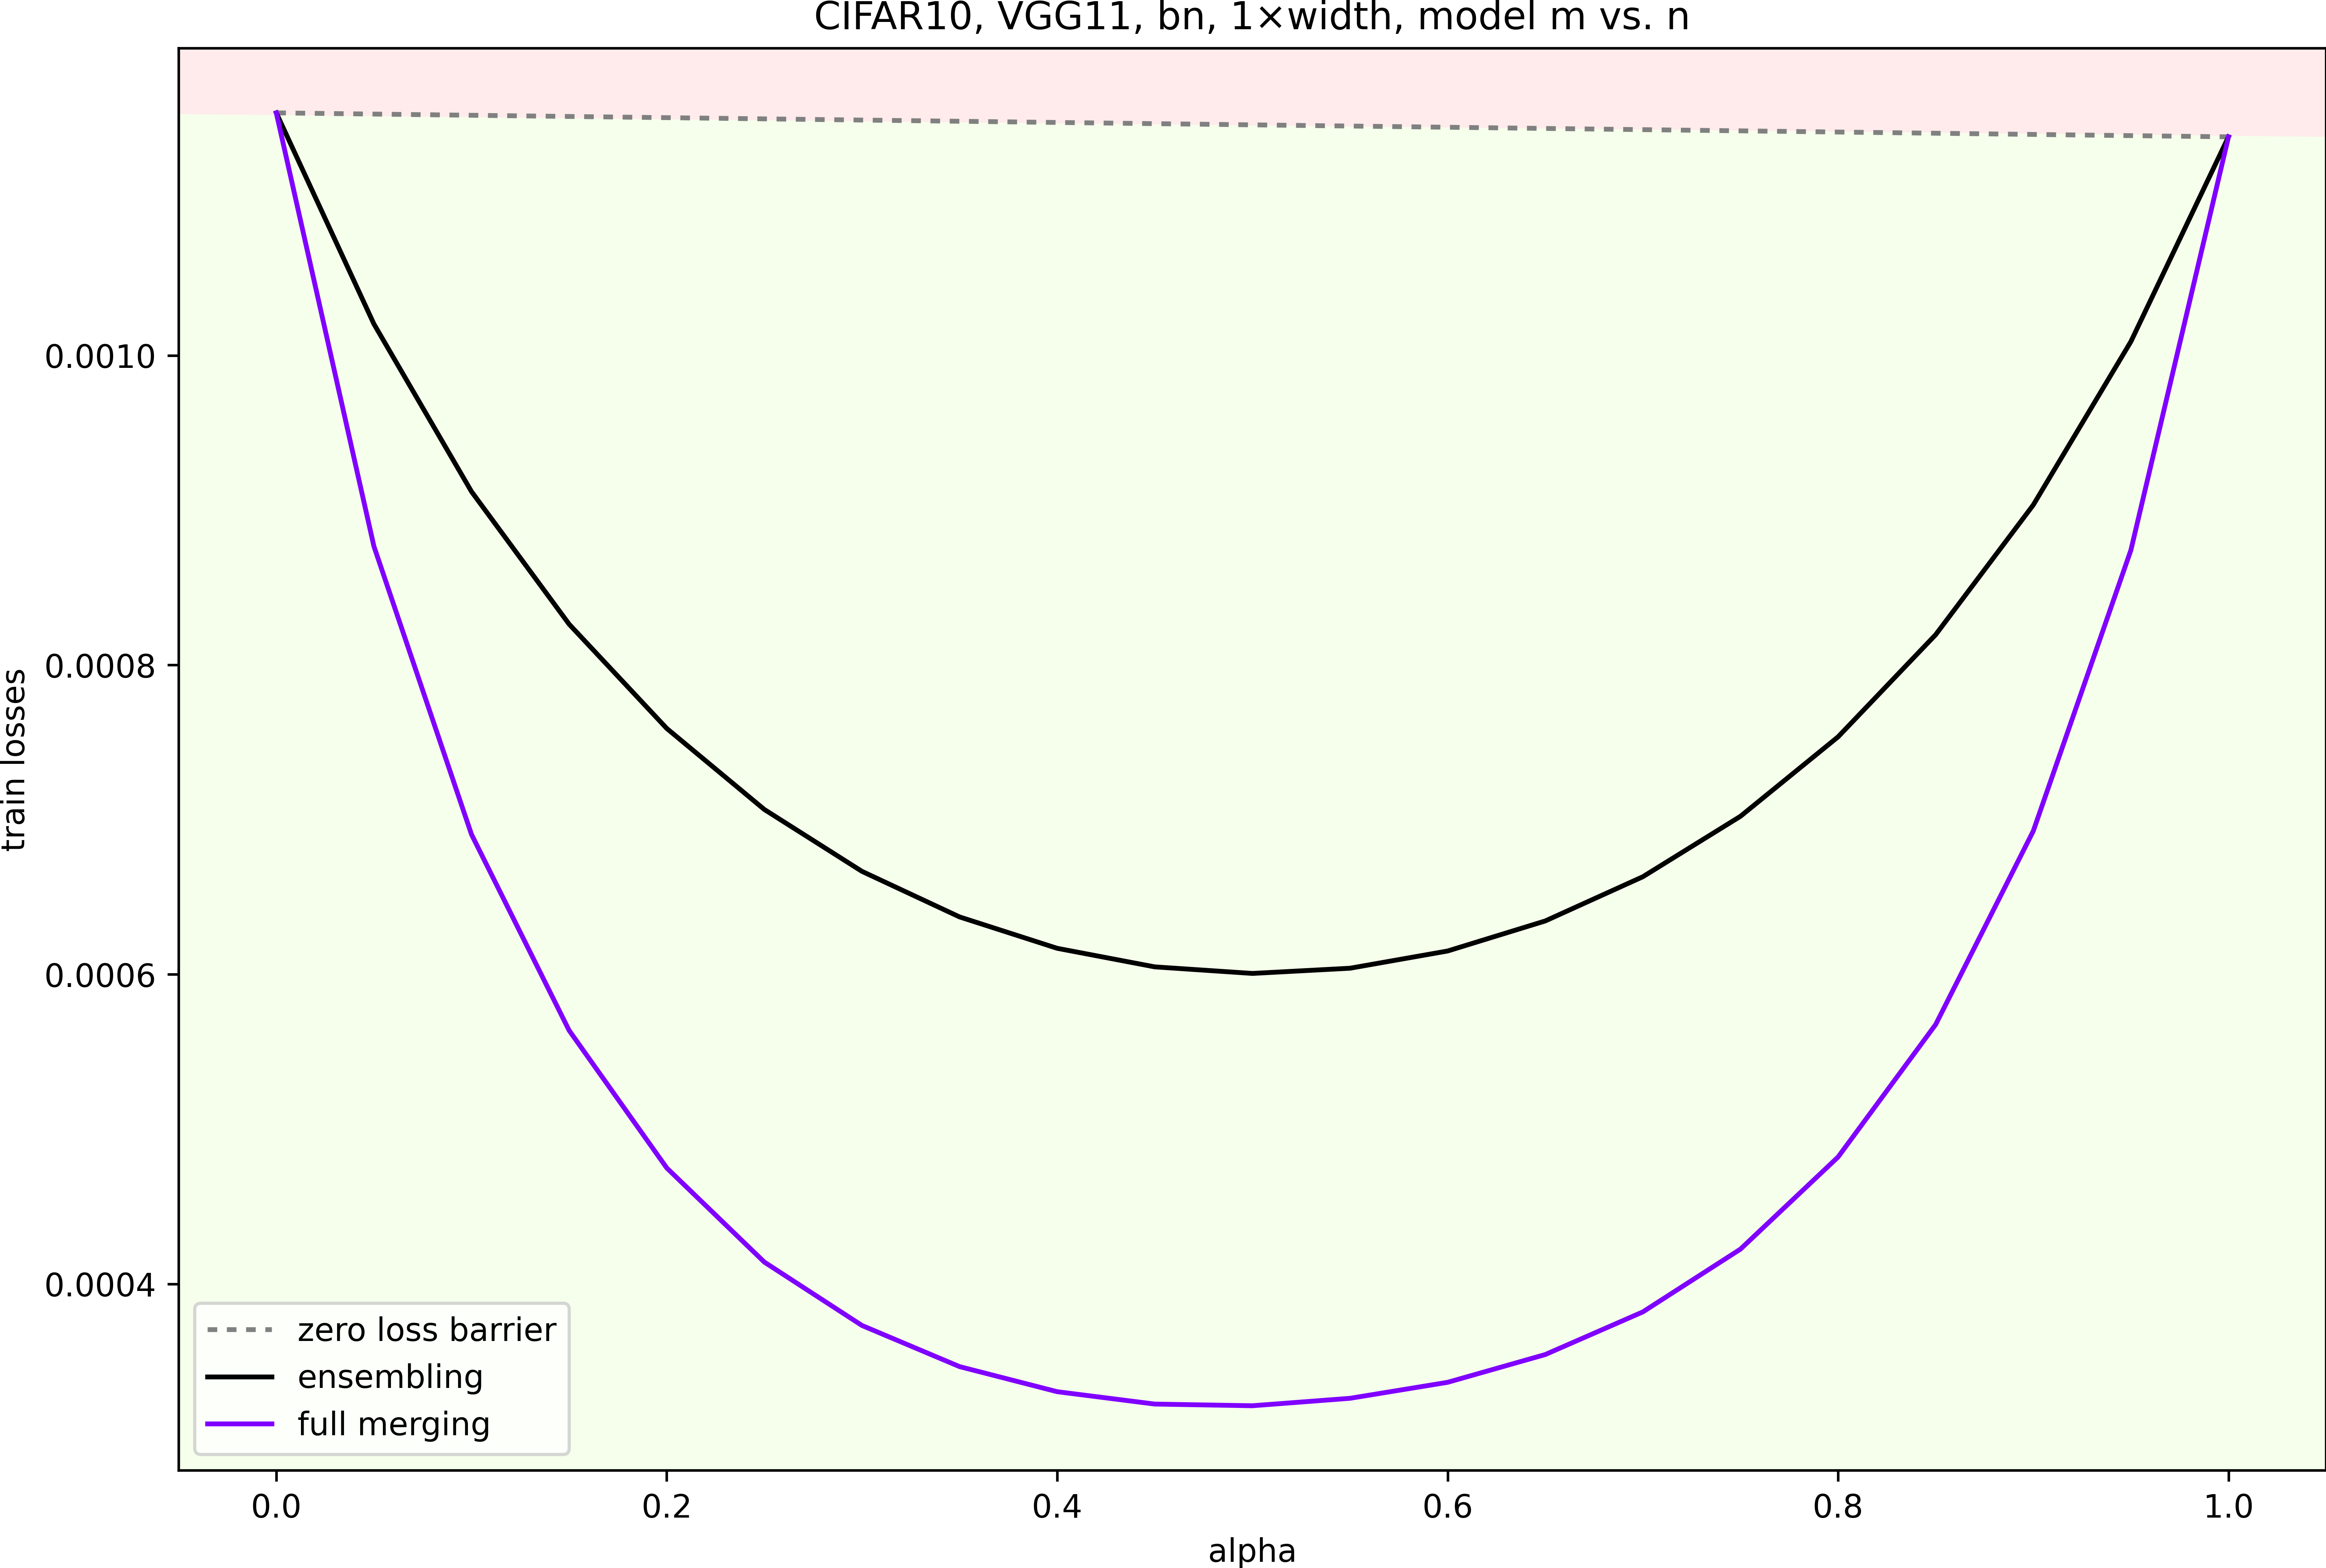 CIFAR10, VGG11, bn, 1×width, model m vs. n
train losses
0.0010
0.0008
0.0006
0.0004
zero loss barrier
ensembling
full merging
0.0 0.2 0.4 0.6 0.8 1.0
alpha